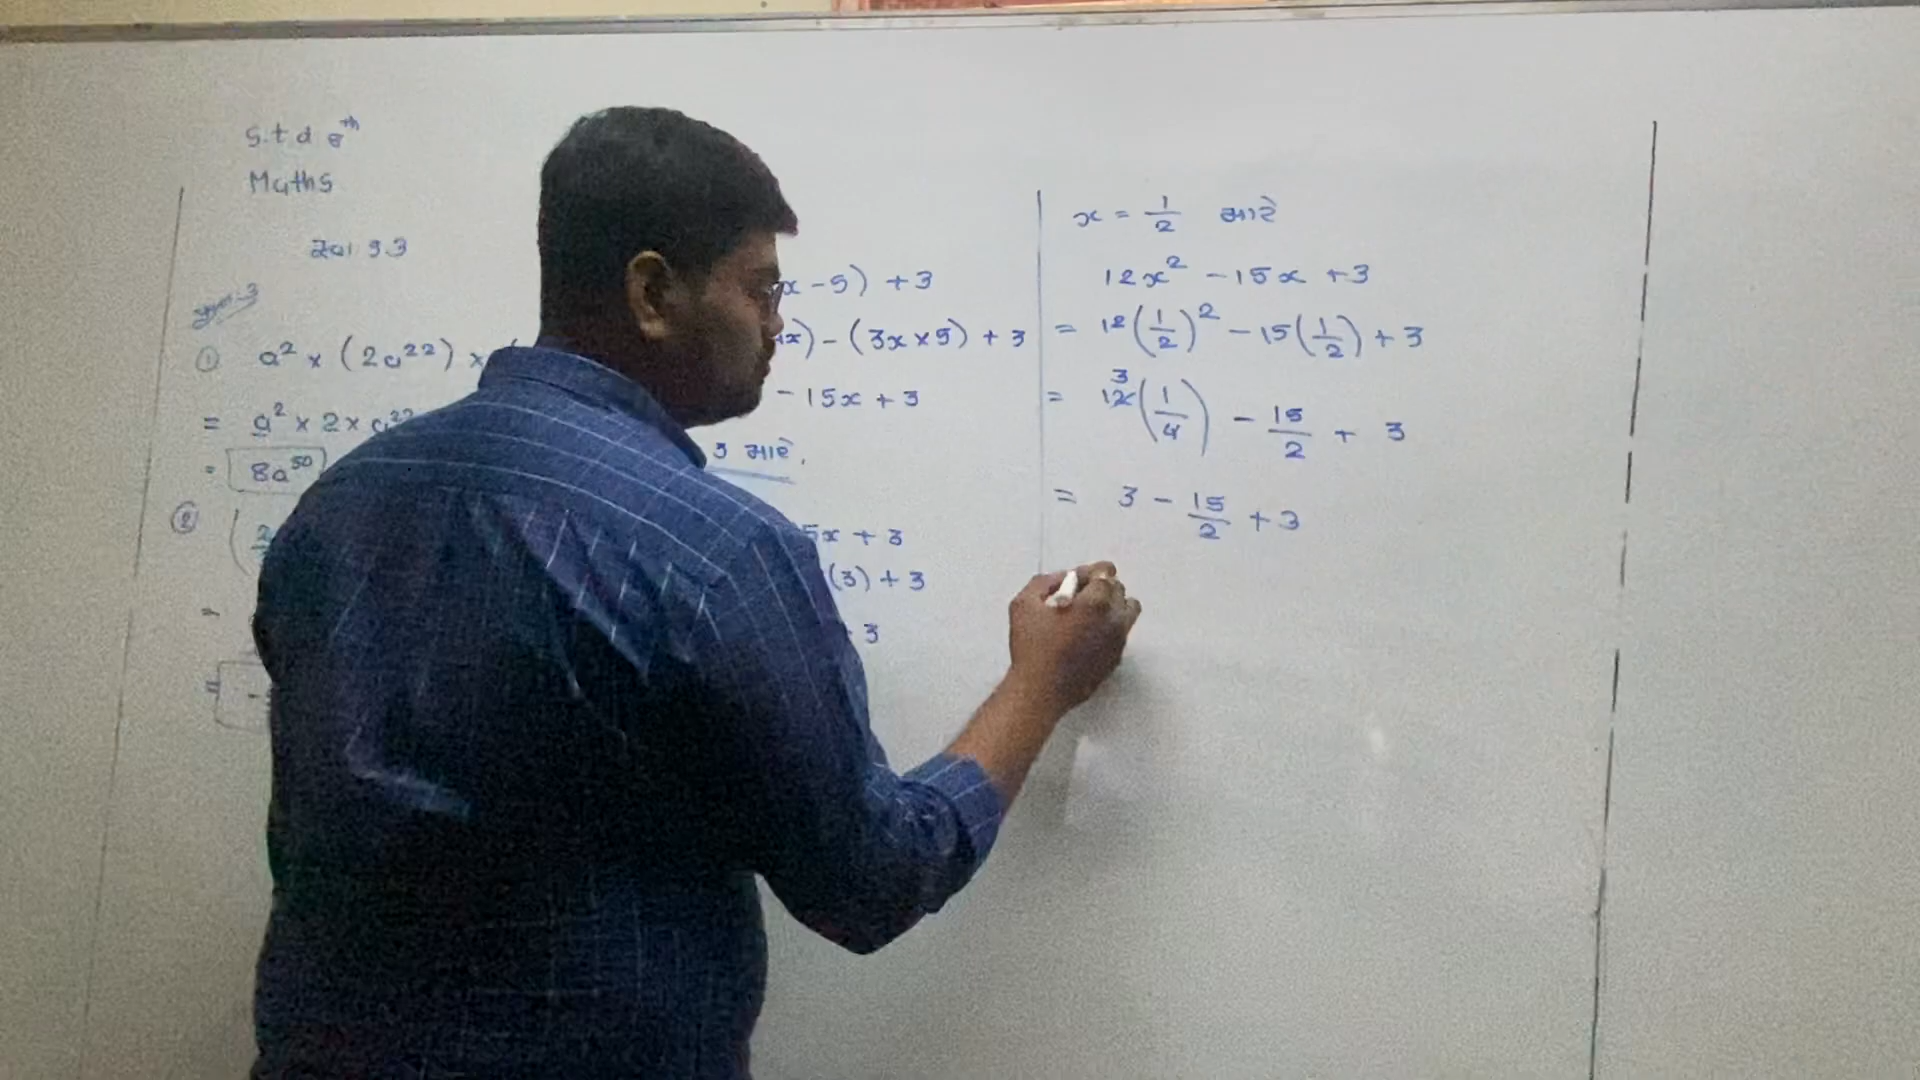 S.t d 8th
Maths
સ્વા 9.3
① a² × (2a²²) ×
= a² × 2 × a²²
= 8a⁵⁰
②
=
=
x - 5) + 3
4x) - (3x × 5) + 3
- 15x + 3
3 માટે,
5x + 3
(3) + 3
+ 3
x = 1/2 માટે
12x² - 15x + 3
= 12(1/2)² - 15(1/2) + 3
= 12³(1/4) - 15/2 + 3
= 3 - 15/2 + 3